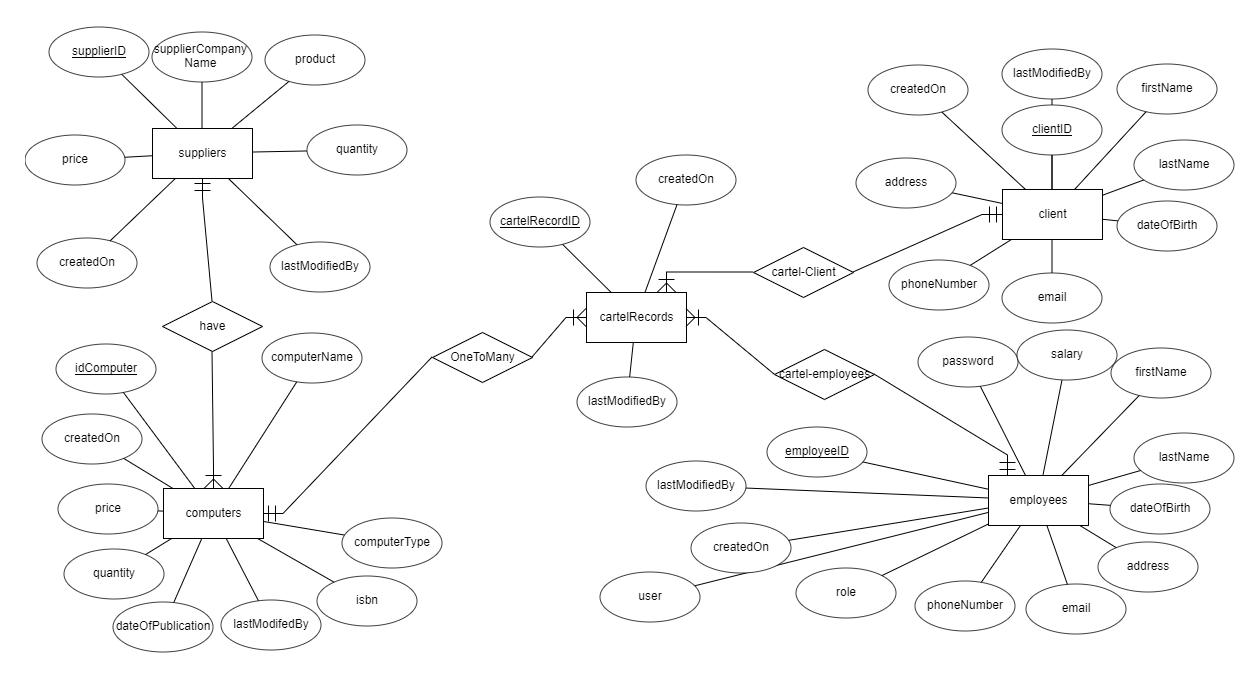 supplierID
supplierCompany
Name
product
price
suppliers
quantity
createdOn
lastModifiedBy
have
idComputer
computerName
createdOn
price
computers
quantity
computerType
isbn
dateOfPublication
lastModifedBy
OneToMany
cartelRecordID
createdOn
cartelRecords
lastModifiedBy
cartel-Client
cartel-employees
createdOn
lastModifiedBy
firstName
clientID
address
lastName
client
dateOfBirth
phoneNumber
email
password
salary
firstName
employeeID
lastName
lastModifiedBy
employees
dateOfBirth
createdOn
address
user
role
phoneNumber
email